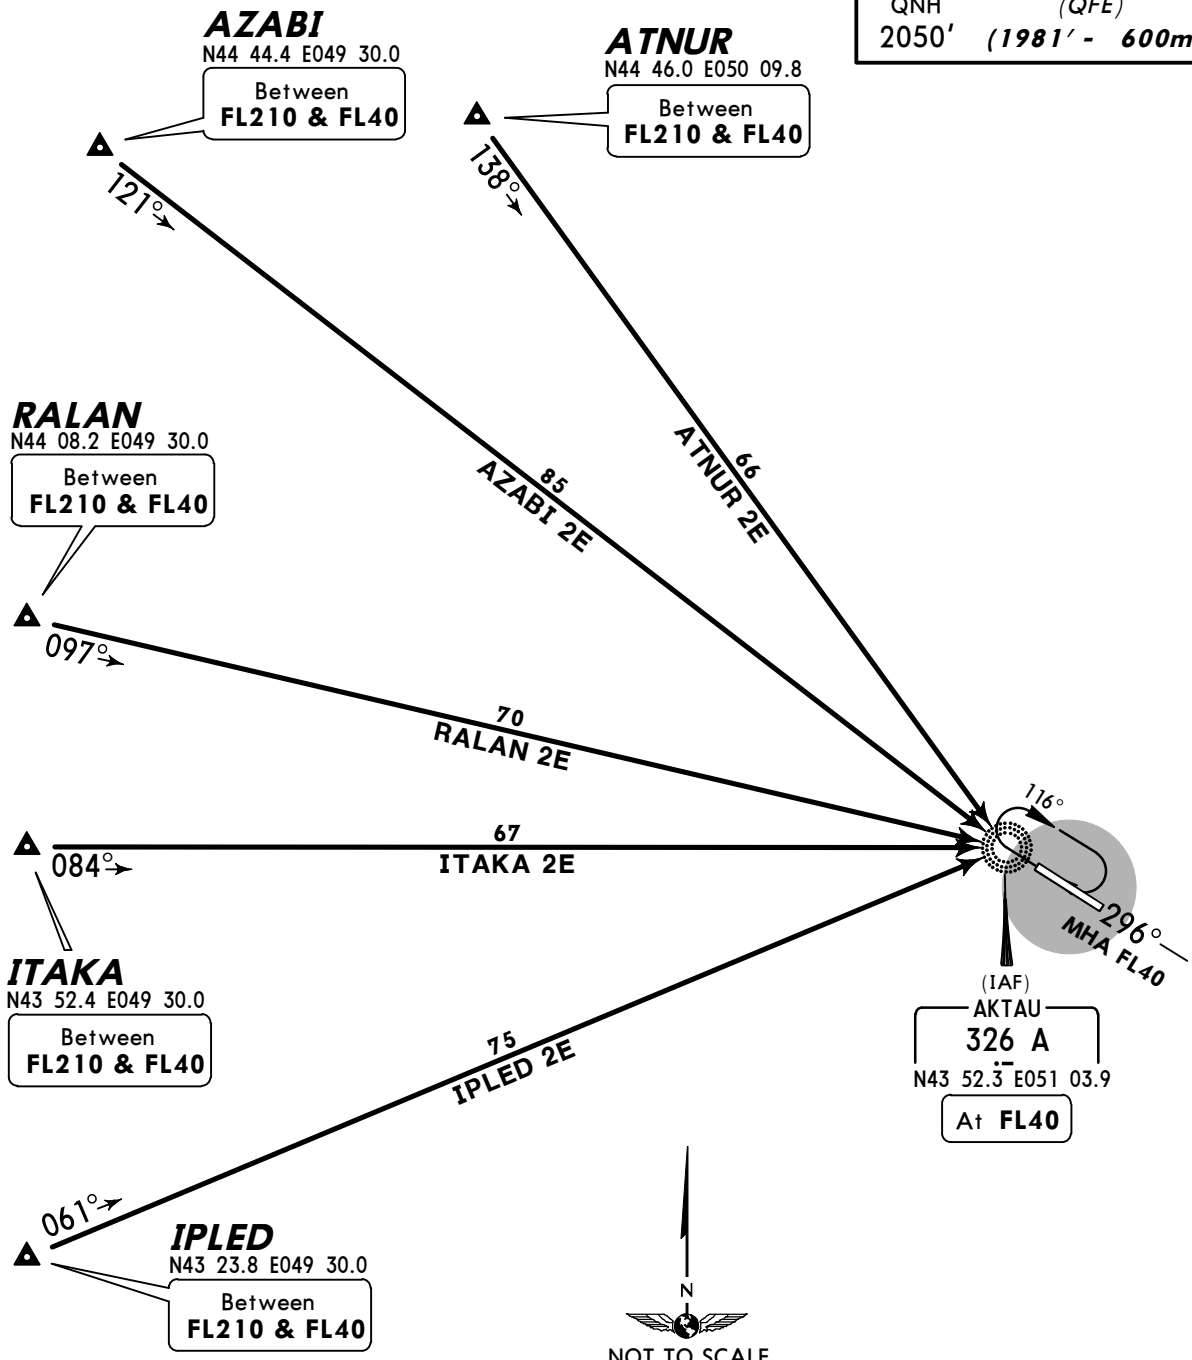 QNH (QFE)
2050' (1981' - 600m
AZABI
N44 44.4 E049 30.0
Between
FL210 & FL40
ATNUR
N44 46.0 E050 09.8
Between
FL210 & FL40
121°
138°
RALAN
N44 08.2 E049 30.0
Between
FL210 & FL40
85
AZABI 2E
66
ATNUR 2E
097°
70
RALAN 2E
116°
67
084°
ITAKA 2E
296°
MHA FL40
ITAKA
N43 52.4 E049 30.0
Between
FL210 & FL40
(IAF)
AKTAU
326 A
N43 52.3 E051 03.9
At FL40
75
IPLED 2E
061°
IPLED
N43 23.8 E049 30.0
Between
FL210 & FL40
N
NOT TO SCALE